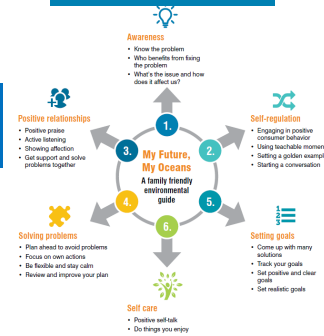 Awareness
• Know the problem
• Who benefits from fixing
the problem
• What's the issue and how
does it affect us?
Positive relationships
• Positive praise
• Active listening
• Showing affection
• Get support and solve
problems together
Self-regulation
• Engaging in positive
consumer behavior
• Using teachable momen
• Setting a golden exampl
• Starting a conversation
1.
3.
2.
My Future,
My Oceans
A family friendly
environmental
guide
4.
5.
6.
Solving problems
• Plan ahead to avoid problems
• Focus on own actions
• Be flexible and stay calm
• Review and improve your plan
1
2
3
Setting goals
• Come up with many
solutions
• Track your goals
• Set positive and clear
goals
• Set realistic goals
Self care
• Positive self-talk
• Do things you enjoy